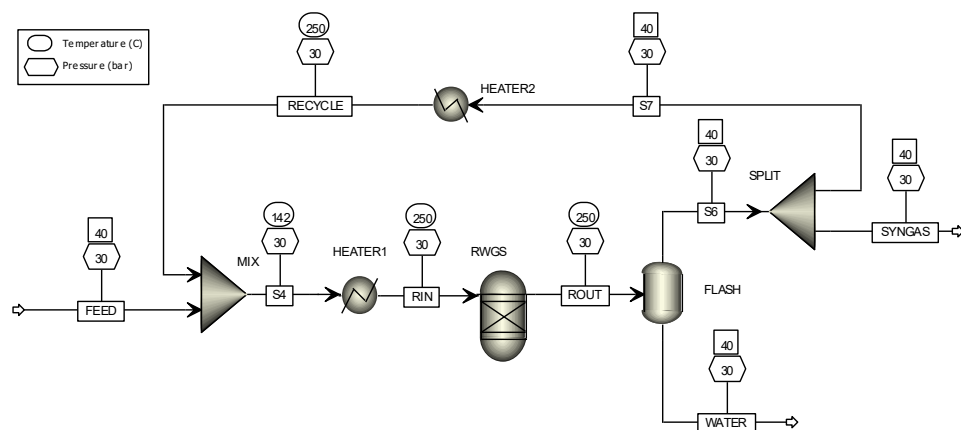 Temperature (C)
Pressure (bar)
250
30
RECYCLE
HEATER2
40
30
S7
40
30
S6
SPLIT
40
30
SYNGAS
40
30
FEED
MIX
142
30
S4
HEATER1
250
30
RIN
RWGS
250
30
ROUT
FLASH
40
30
WATER